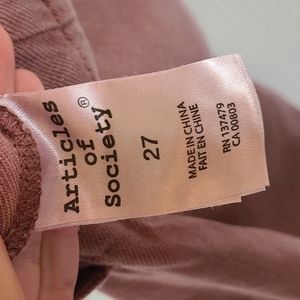 Articles
of
Society®
27
MADE IN CHINA
FAIT EN CHINE
RN 137479
CA 00803